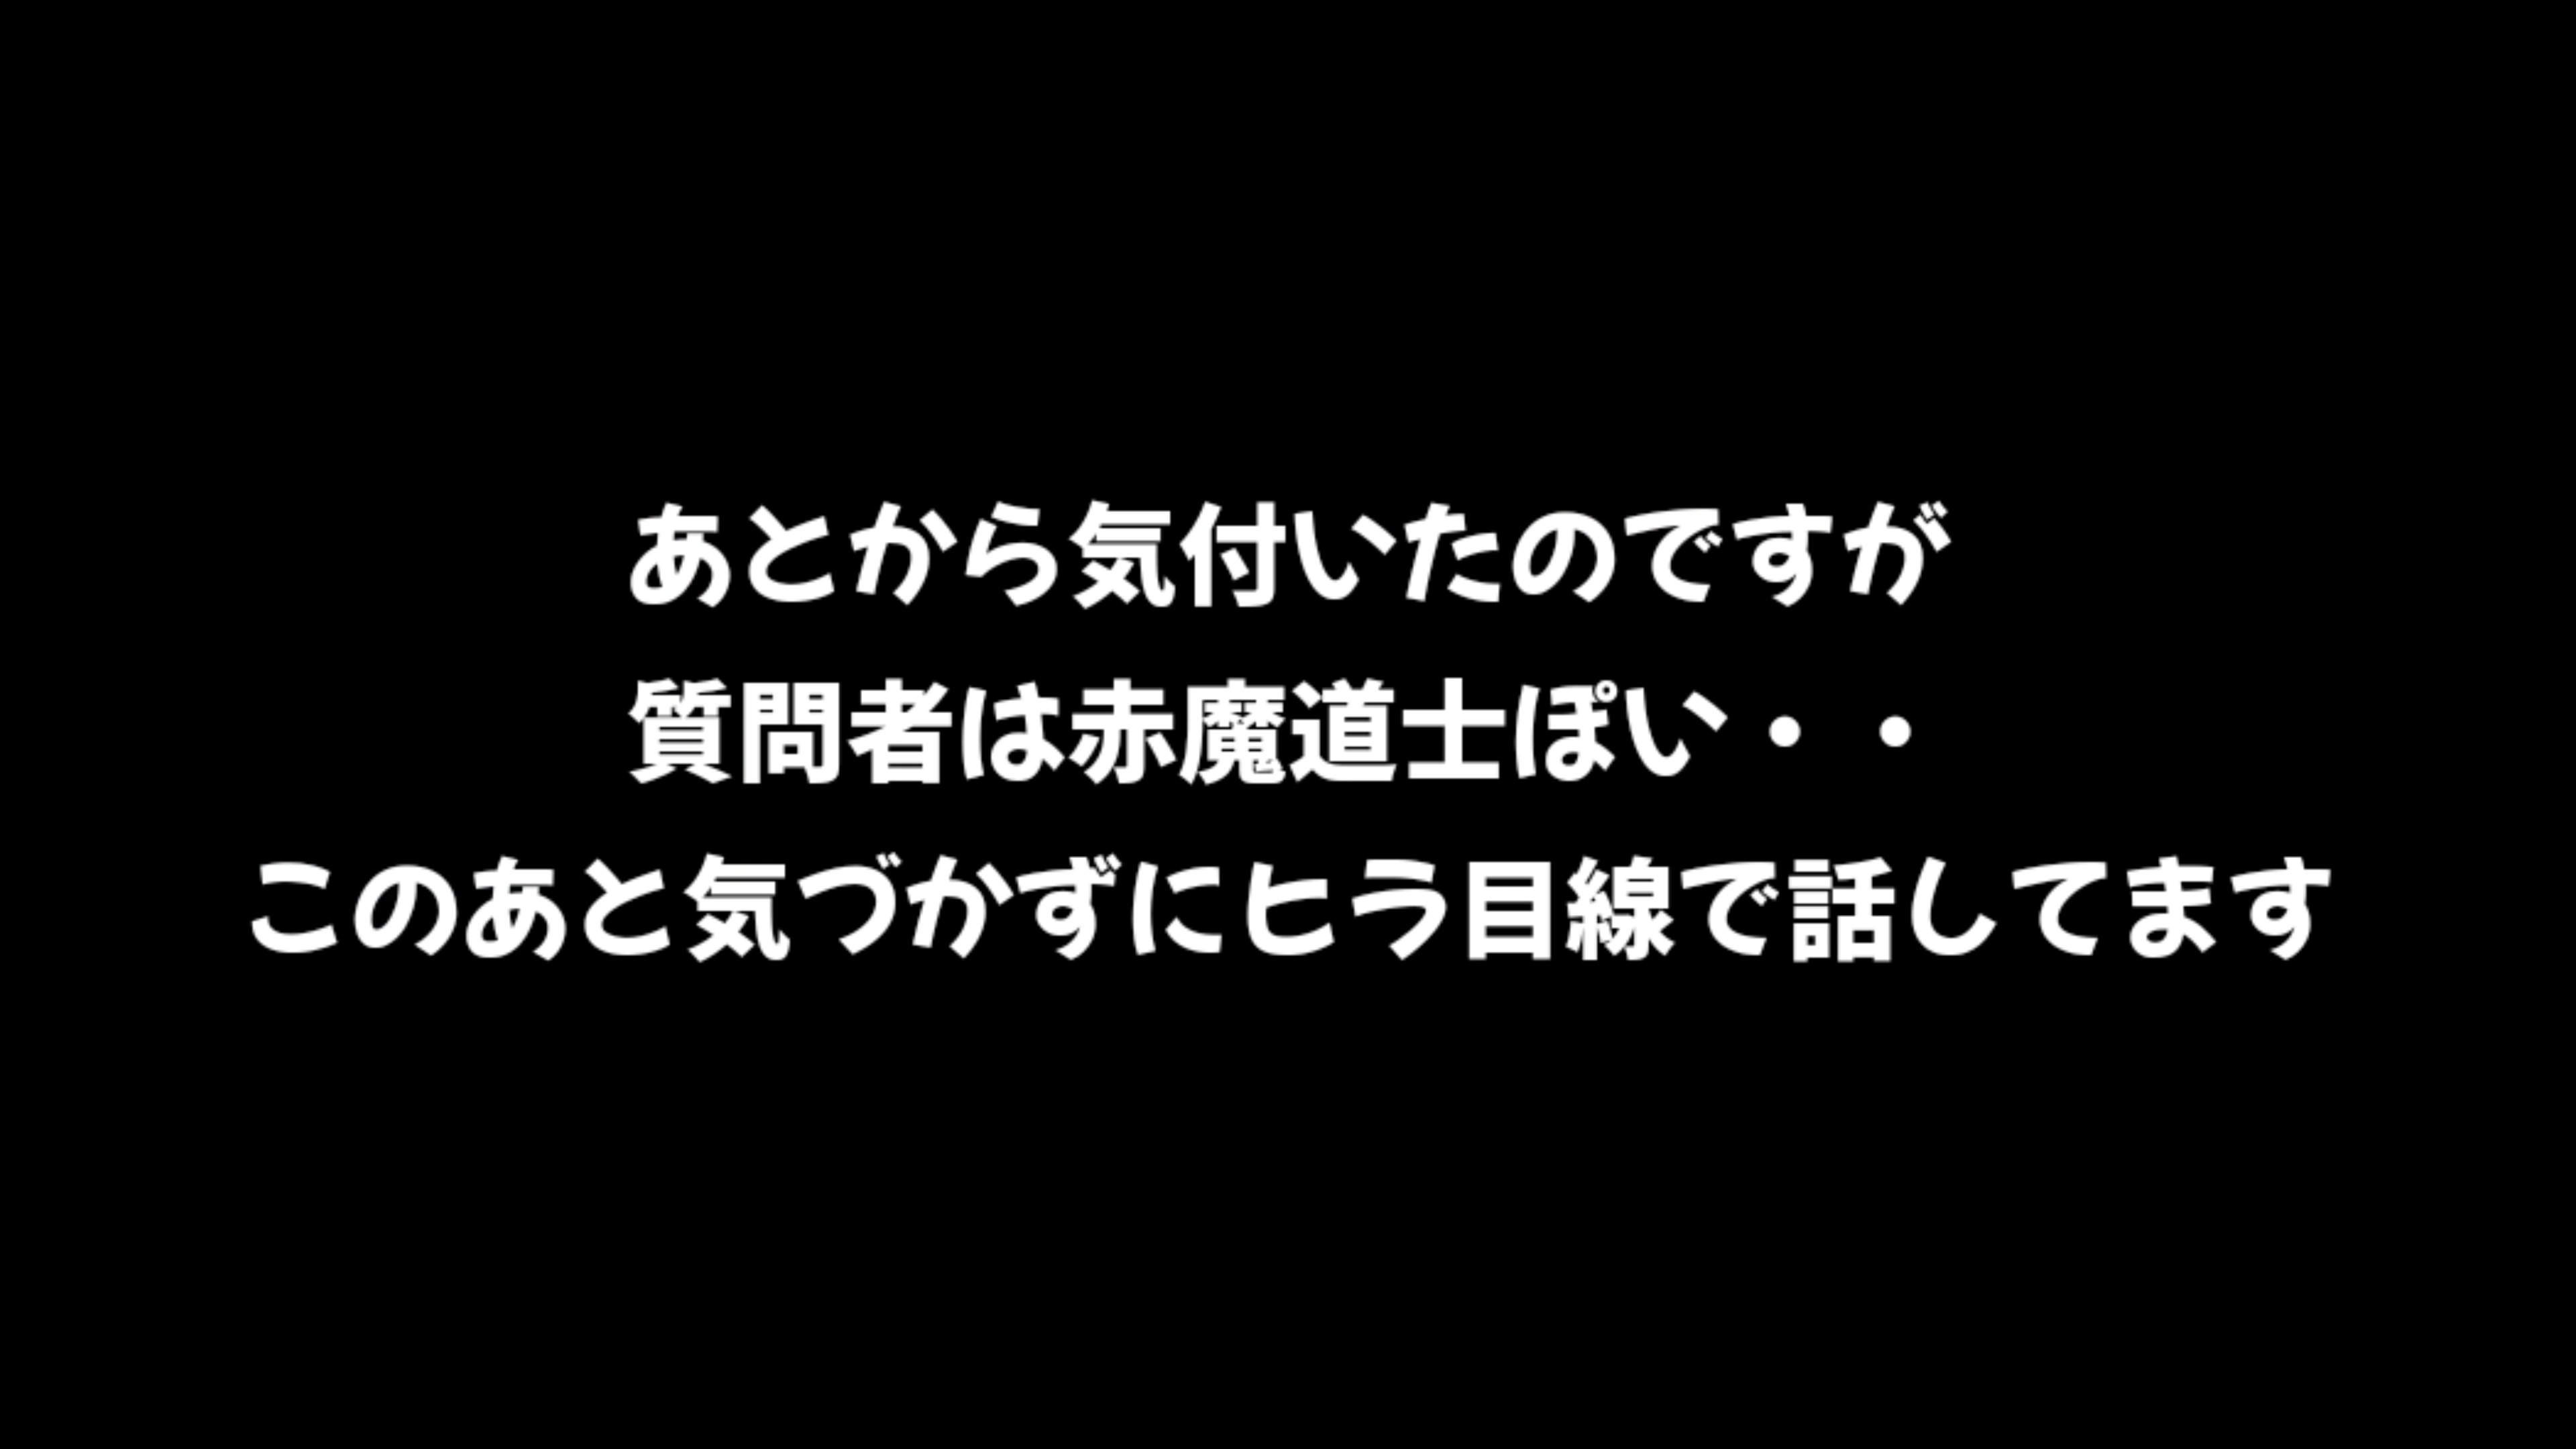 あとから気付いたのですが
質問者は赤魔道士ぽい・・
このあと気づかずにヒラ目線で話してます